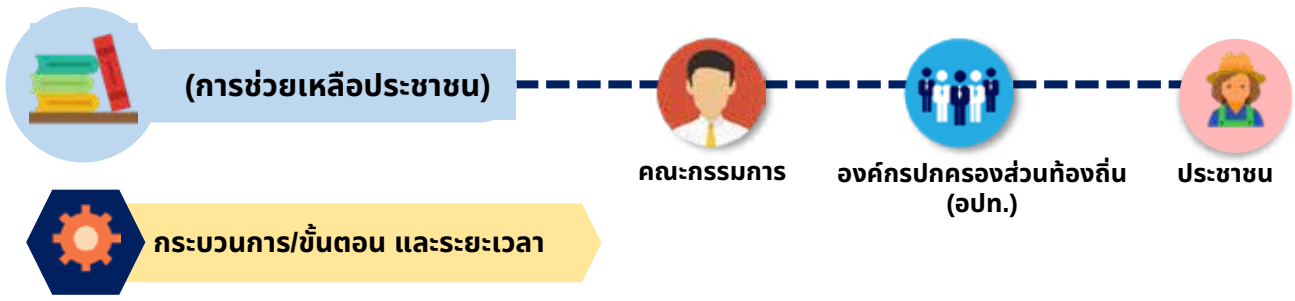 (การช่วยเหลือประชาชน)
คณะกรรมการ
องค์กรปกครองส่วนท้องถิ่น
(อปท.)
ประชาชน
กระบวนการ/ขั้นตอน และระยะเวลา